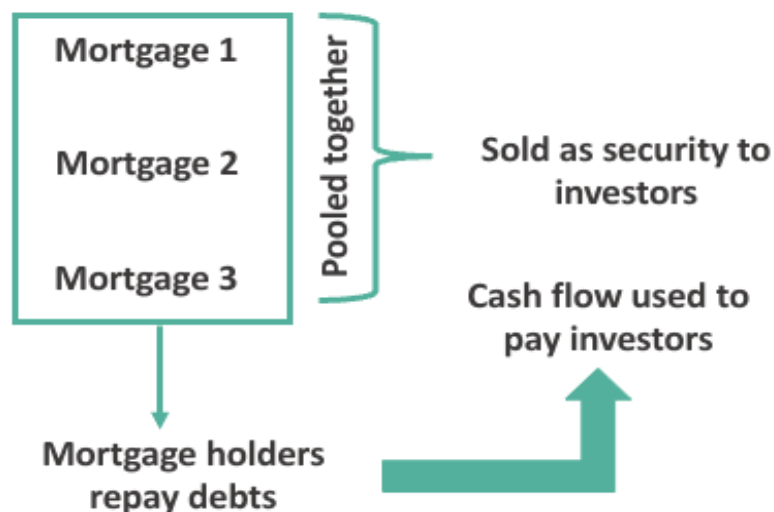 Mortgage 1
Mortgage 2
Mortgage 3
Pooled together
Sold as security to
investors
Cash flow used to
pay investors
Mortgage holders
repay debts